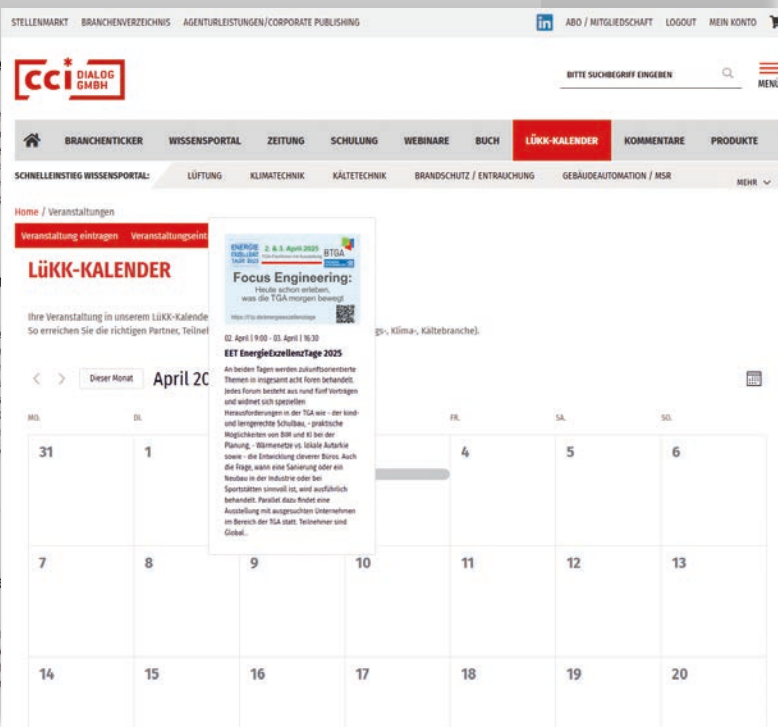 STELLENMARKT BRANCHENVERZEICHNIS AGENTURLEISTUNGEN/CORPORATE PUBLISHING in ABO / MITGLIEDSCHAFT LOGOUT MEIN KONTO
cci DIALOG GMBH
BITTE SUCHBEGRIFF EINGEBEN
MENÜ
BRANCHENTICKER WISSENSPORTAL ZEITUNG SCHULUNG WEBINARE BUCH LÜKK-KALENDER KOMMENTARE PRODUKTE
SCHNELLEINSTIEG WISSENSPORTAL: LÜFTUNG KLIMATECHNIK KÄLTETECHNIK BRANDSCHUTZ / ENTRAUCHUNG GEBÄUDEAUTOMATION / MSR MEHR
Home / Veranstaltungen
Veranstaltung eintragen Veranstaltungseint
LüKK-KALENDER
Ihre Veranstaltung in unserem LüKK-Kalende
So erreichen Sie die richtigen Partner, Teilnel
gs-, Klima-, Kältebranche).
ENERGIE EXZELLENZ TAGE 2025
2. & 3. April 2025
BTGA
Focus Engineering:
Heute schon erleben,
was die TGA morgen bewegt
02. April | 9:00 - 03. April | 16:30
EET EnergieExzellenzTage 2025
An beiden Tagen werden zukunftsorientierte
Themen in insgesamt acht Foren behandelt.
Jedes Forum besteht aus rund fünf Vorträgen
und widmet sich speziellen
Herausforderungen in der TGA wie - der kind-
und lerngerechte Schulbau, - praktische
Möglichkeiten von BIM und KI bei der
Planung, - Wärmenetze vs. lokale Autarkie
sowie - die Entwicklung cleverer Büros. Auch
die Frage, wann eine Sanierung oder ein
Neubau in der Industrie oder bei
Sportstätten sinnvoll ist, wird ausführlich
behandelt. Parallel dazu findet eine
Ausstellung mit ausgesuchten Unternehmen
im Bereich der TGA statt. Teilnehmer sind
Global...
Dieser Monat April 20
MO. DI. FR. SA. SO.
31 1 4 5 6
7 8 9 10 11 12 13
14 15 16 17 18 19 20